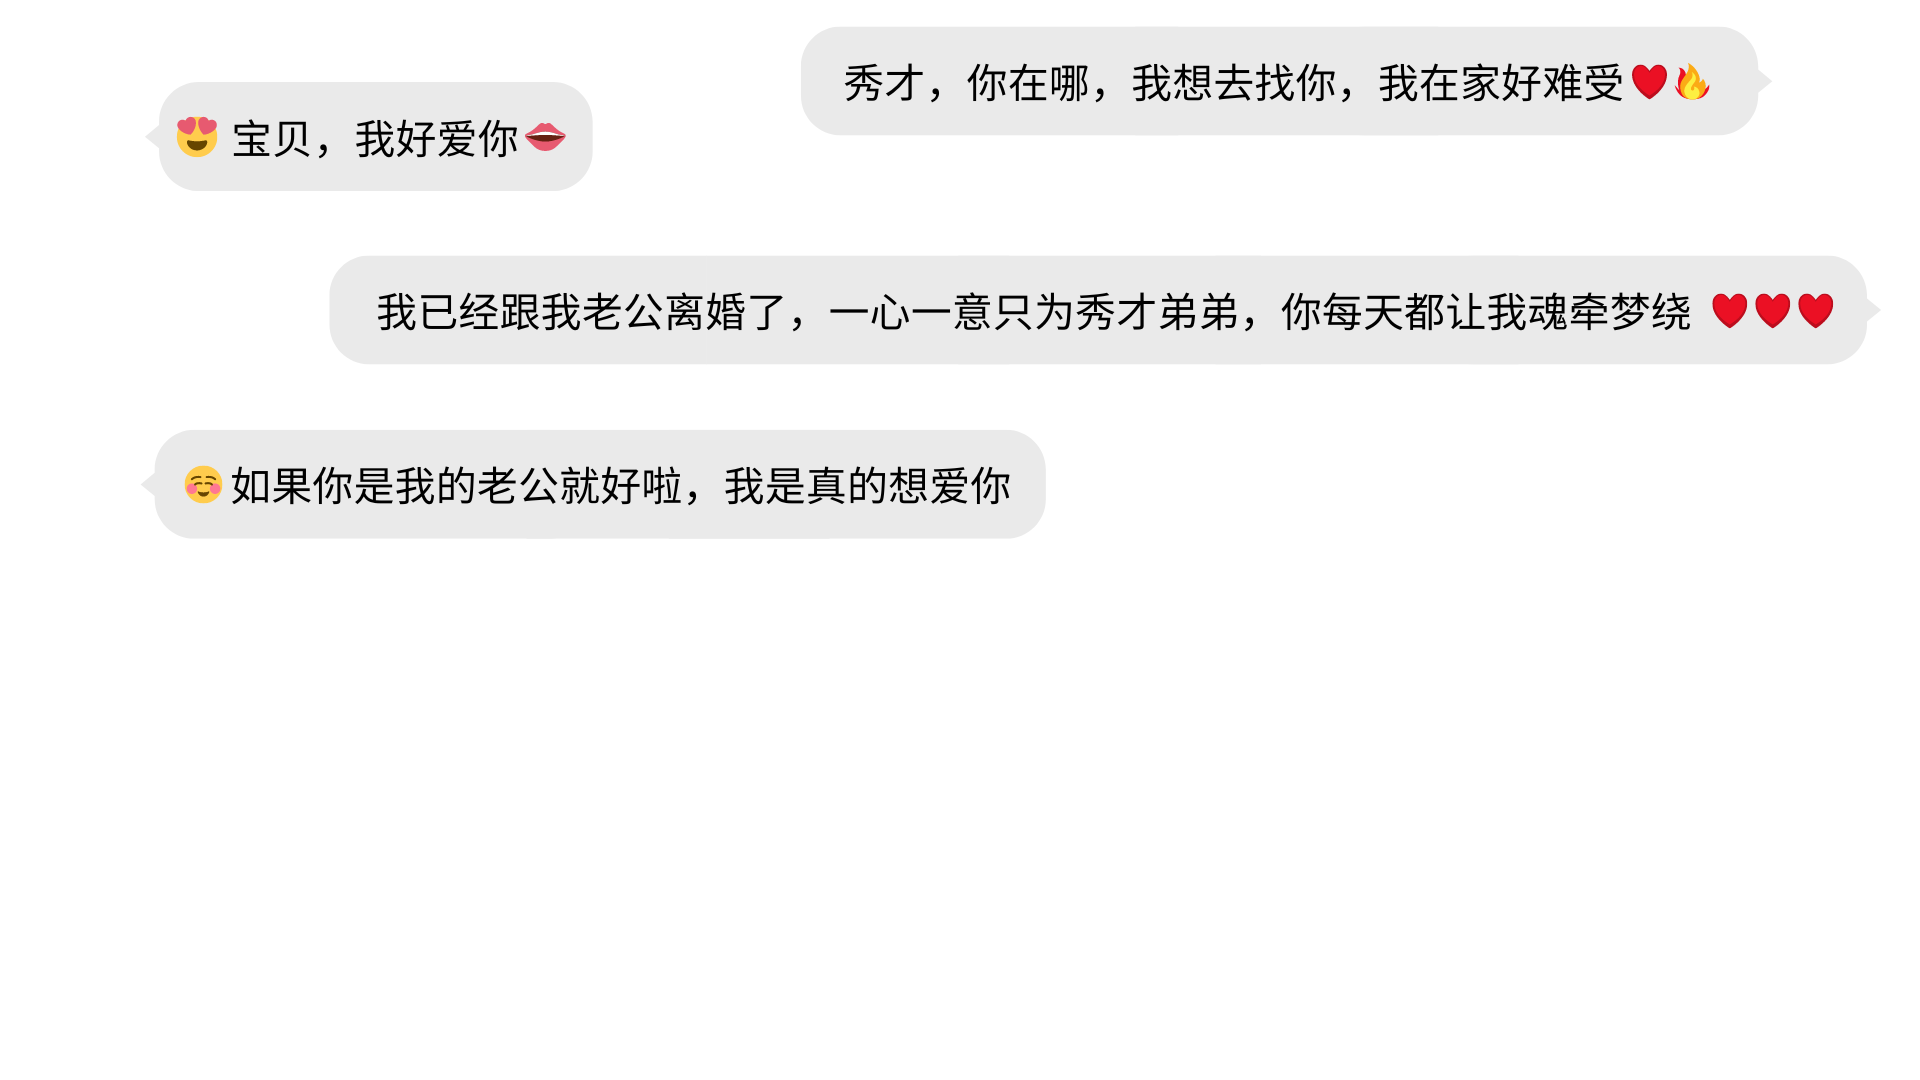 秀才，你在哪，我想去找你，我在家好难受❤️🔥
😍 宝贝，我好爱你👄
我已经跟我老公离婚了，一心一意只为秀才弟弟，你每天都让我魂牵梦绕 ❤️❤️❤️
☺️如果你是我的老公就好啦，我是真的想爱你